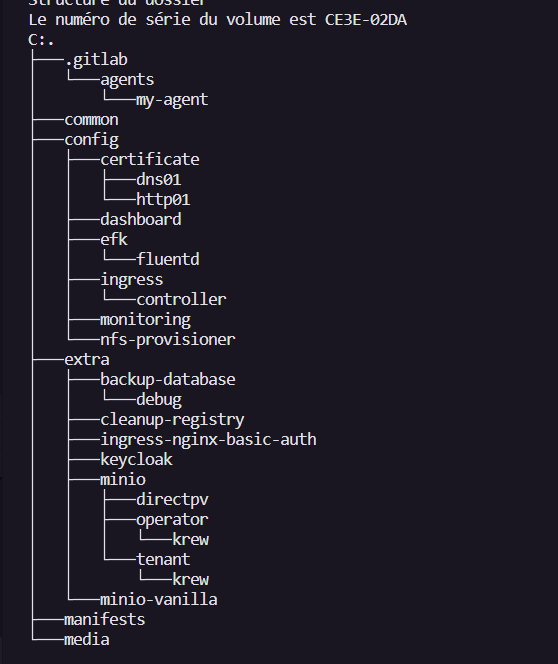 Structure du dossier
Le numéro de série du volume est CE3E-02DA
C:.
├───.gitlab
│   └───agents
│       └───my-agent
├───common
├───config
│   ├───certificate
│   │   ├───dns01
│   │   └───http01
│   ├───dashboard
│   ├───efk
│   │   └───fluentd
│   ├───ingress
│   │   └───controller
│   ├───monitoring
│   └───nfs-provisioner
├───extra
│   ├───backup-database
│   │   └───debug
│   ├───cleanup-registry
│   ├───ingress-nginx-basic-auth
│   ├───keycloak
│   ├───minio
│   │   ├───directpv
│   │   ├───operator
│   │   │   └───krew
│   │   └───tenant
│   │       └───krew
│   └───minio-vanilla
├───manifests
└───media